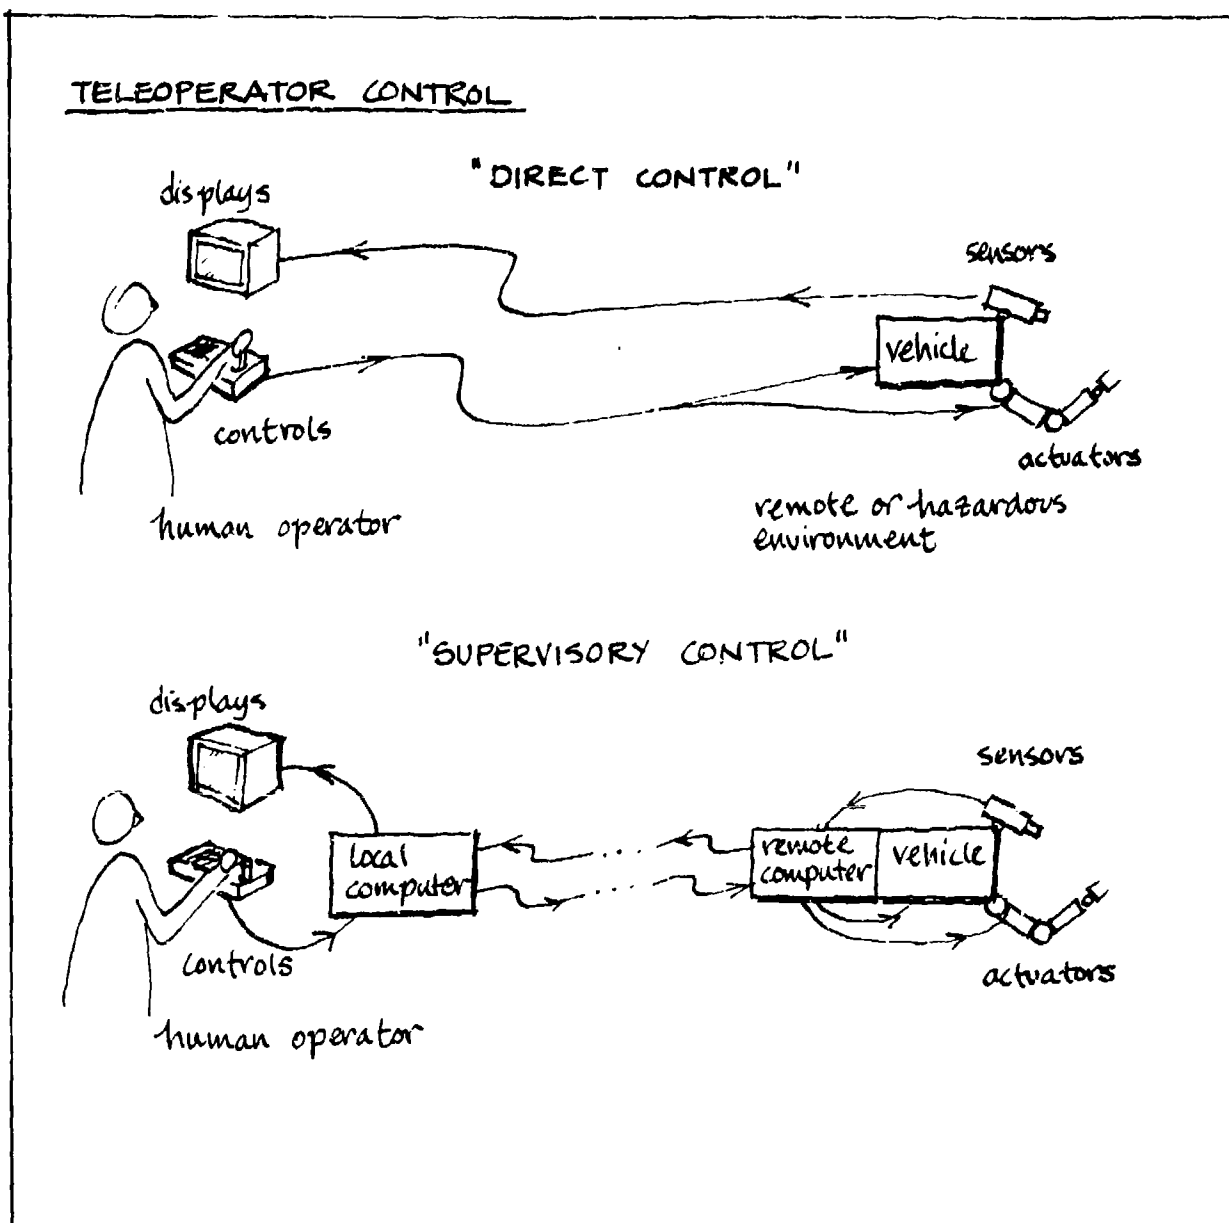 TELEOPERATOR CONTROL
"DIRECT CONTROL"
displays
sensors
vehicle
controls
actuators
human operator
remote or hazardous
environment
"SUPERVISORY CONTROL"
displays
sensors
local
computer
remote
computer
vehicle
controls
actuators
human operator